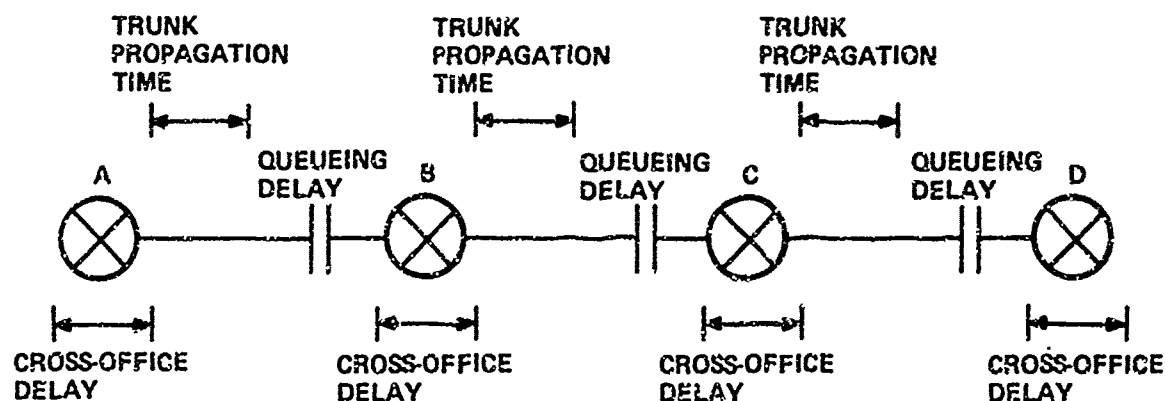 TRUNK
PROPAGATION
TIME
TRUNK
PROPAGATION
TIME
TRUNK
PROPAGATION
TIME
A
QUEUEING
DELAY
B
QUEUEING
DELAY
C
QUEUEING
DELAY
D
CROSS-OFFICE
DELAY
CROSS-OFFICE
DELAY
CROSS-OFFICE
DELAY
CROSS-OFFICE
DELAY